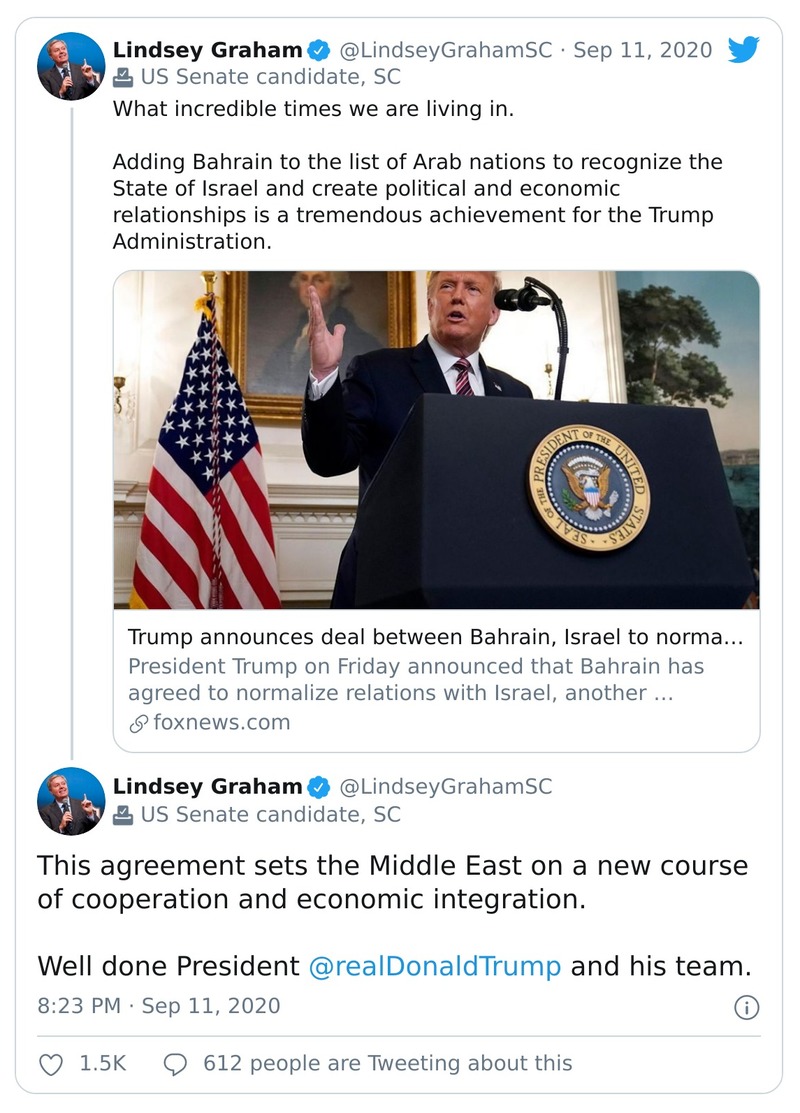 Lindsey Graham @LindseyGrahamSC · Sep 11, 2020
US Senate candidate, SC
What incredible times we are living in.
Adding Bahrain to the list of Arab nations to recognize the
State of Israel and create political and economic
relationships is a tremendous achievement for the Trump
Administration.
SEAL OF THE PRESIDENT OF THE UNITED STATES
Trump announces deal between Bahrain, Israel to norma...
President Trump on Friday announced that Bahrain has
agreed to normalize relations with Israel, another ...
foxnews.com
Lindsey Graham @LindseyGrahamSC
US Senate candidate, SC
This agreement sets the Middle East on a new course
of cooperation and economic integration.
Well done President @realDonaldTrump and his team.
8:23 PM · Sep 11, 2020
1.5K 612 people are Tweeting about this